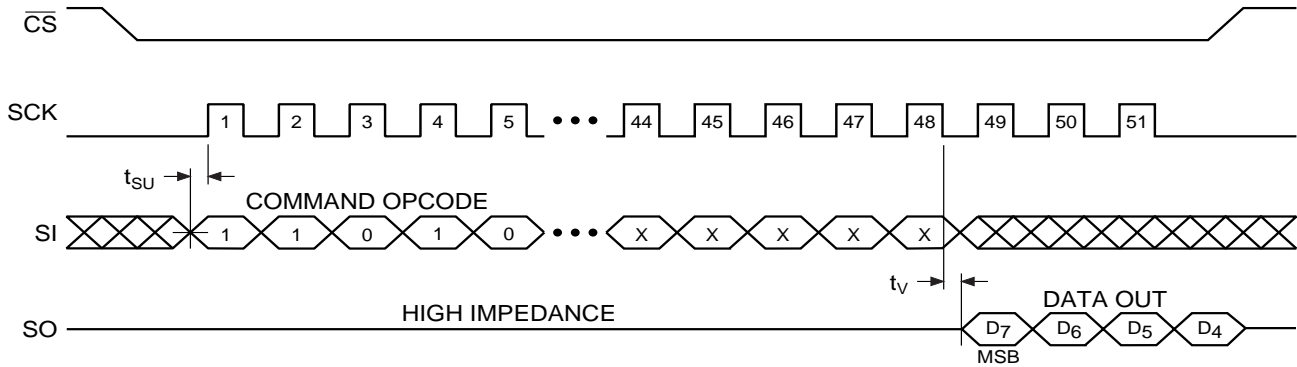 CS
SCK
1 2 3 4 5 ••• 44 45 46 47 48 49 50 51
tSU
COMMAND OPCODE
SI
1 1 0 1 0 ••• X X X X X
tV
HIGH IMPEDANCE
DATA OUT
SO
D7 D6 D5 D4
MSB